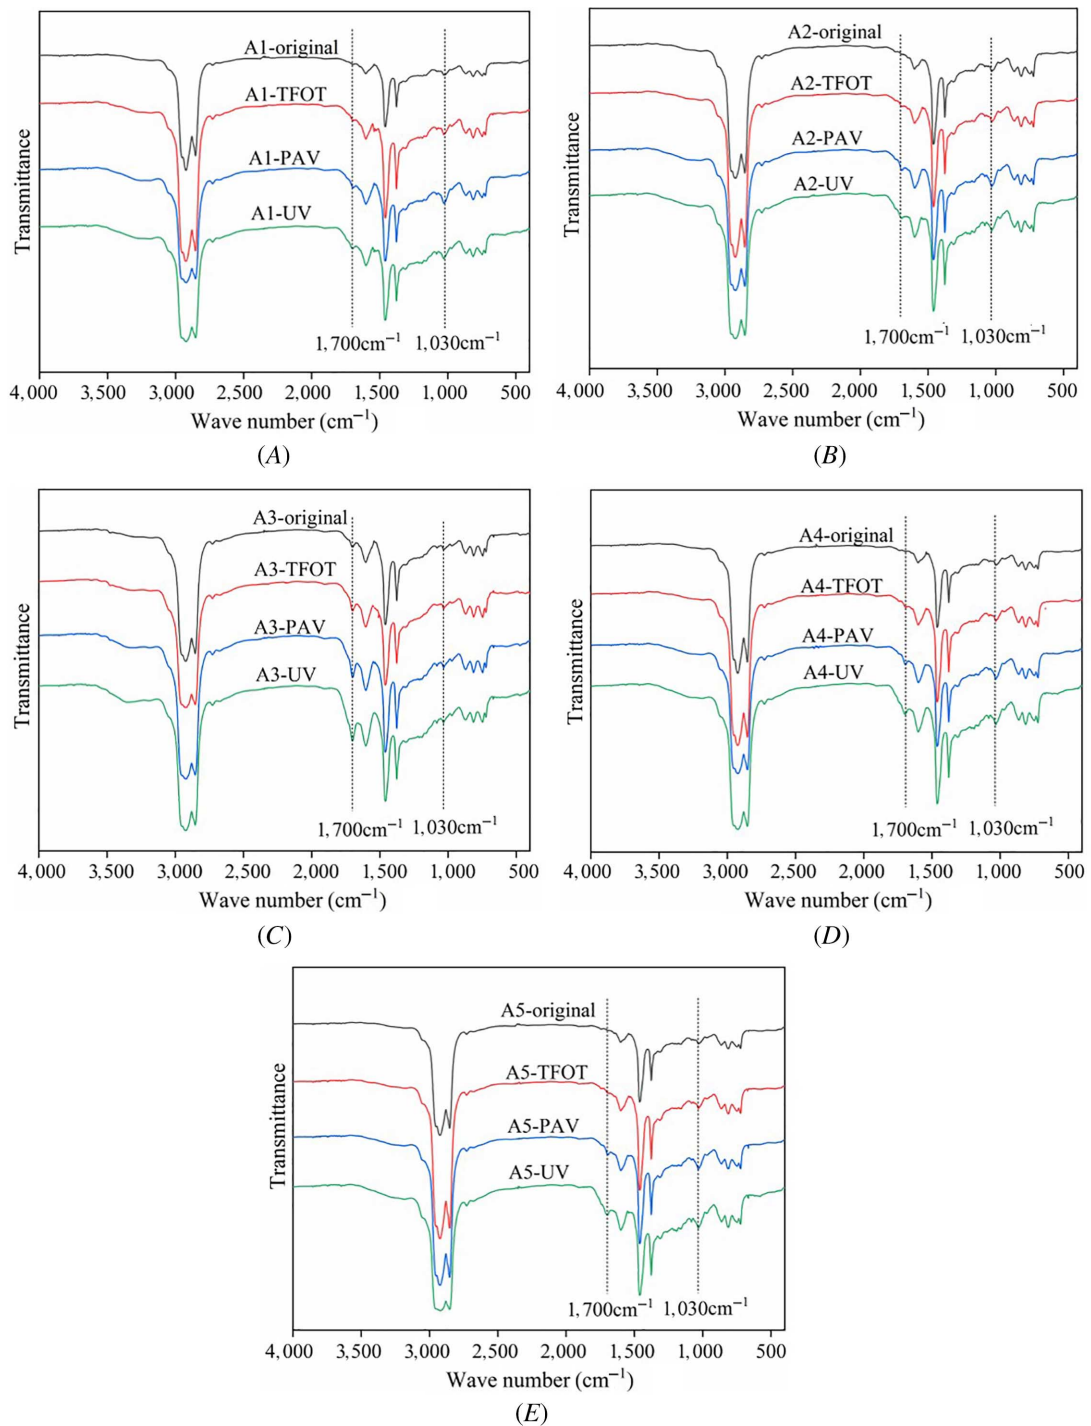 A1-original
A1-TFOT
A1-PAV
A1-UV
1,700cm⁻¹ 1,030cm⁻¹
Transmittance
4,000 3,500 3,000 2,500 2,000 1,500 1,000 500
Wave number (cm⁻¹)
(A)
A2-original
A2-TFOT
A2-PAV
A2-UV
1,700cm⁻¹ 1,030cm⁻¹
Transmittance
4,000 3,500 3,000 2,500 2,000 1,500 1,000 500
Wave number (cm⁻¹)
(B)
A3-original
A3-TFOT
A3-PAV
A3-UV
1,700cm⁻¹ 1,030cm⁻¹
Transmittance
4,000 3,500 3,000 2,500 2,000 1,500 1,000 500
Wave number (cm⁻¹)
(C)
A4-original
A4-TFOT
A4-PAV
A4-UV
1,700cm⁻¹ 1,030cm⁻¹
Transmittance
4,000 3,500 3,000 2,500 2,000 1,500 1,000 500
Wave number (cm⁻¹)
(D)
A5-original
A5-TFOT
A5-PAV
A5-UV
1,700cm⁻¹ 1,030cm⁻¹
Transmittance
4,000 3,500 3,000 2,500 2,000 1,500 1,000 500
Wave number (cm⁻¹)
(E)